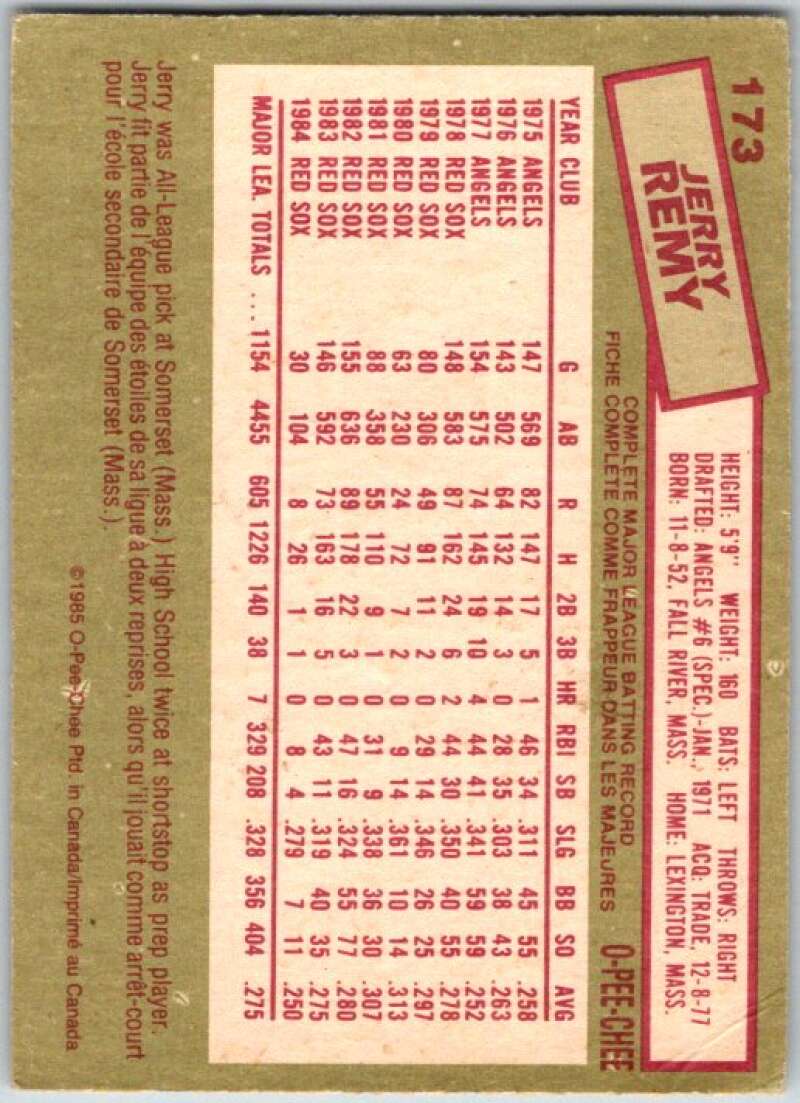 173
JERRY
REMY
HEIGHT: 5'9" WEIGHT: 160 BATS: LEFT THROWS: RIGHT
DRAFTED: ANGELS #6 (SPEC.)-JAN., 1971 ACQ: TRADE, 12-8-77
BORN: 11-8-52, FALL RIVER, MASS. HOME: LEXINGTON, MASS.
COMPLETE MAJOR LEAGUE BATTING RECORD
FICHE COMPLÈTE COMME FRAPPEUR DANS LES MAJEURES O-PEE-CHEE
YEAR CLUB G AB R H 2B 3B HR RBI SB SLG BB SO AVG
1975 ANGELS 147 569 82 147 17 5 1 46 34 .311 45 55 .258
1976 ANGELS 143 502 64 132 14 3 0 28 35 .303 38 43 .263
1977 ANGELS 154 575 74 145 19 10 4 44 41 .341 59 59 .252
1978 RED SOX 148 583 87 162 24 6 2 44 30 .350 40 55 .278
1979 RED SOX 80 306 49 91 11 2 0 29 14 .346 26 25 .297
1980 RED SOX 63 230 24 72 7 2 0 9 14 .361 10 14 .313
1981 RED SOX 88 358 55 110 9 1 0 31 9 .338 36 30 .307
1982 RED SOX 155 636 89 178 22 3 0 47 16 .324 55 77 .280
1983 RED SOX 146 592 73 163 16 5 0 43 11 .319 40 35 .275
1984 RED SOX 30 104 8 26 1 1 0 8 4 .279 7 11 .250
MAJOR LEA. TOTALS ... 1154 4455 605 1226 140 38 7 329 208 .328 356 404 .275
Jerry was All-League pick at Somerset (Mass.) High School twice at shortstop as prep player.
Jerry fit partie de l'équipe des étoiles de sa ligue à deux reprises, alors qu'il jouait comme arrêt-court
pour l'école secondaire de Somerset (Mass.).
©1985 O-Pee-Chee Ptd. in Canada/Imprimé au Canada